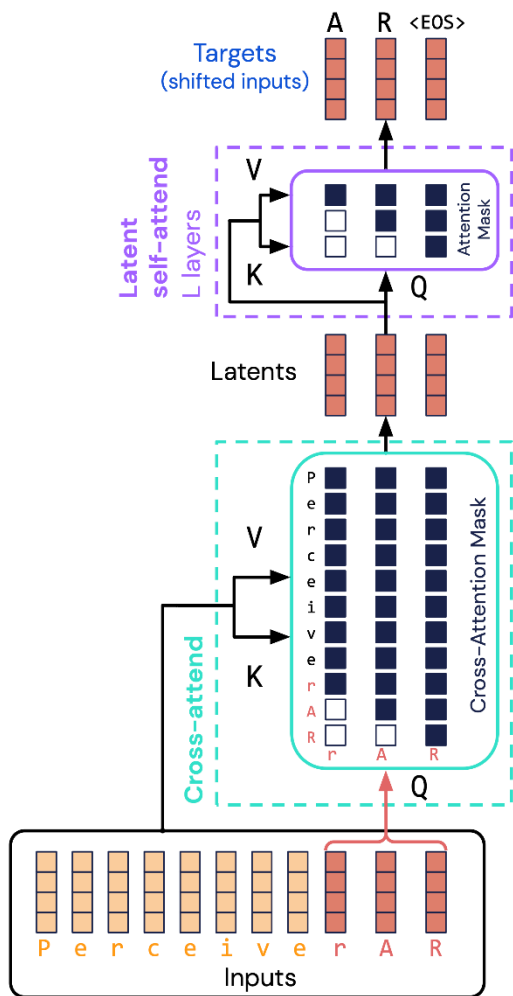 A R <EOS>
Targets
(shifted inputs)
V
K
Q
Attention
Mask
Latent
self-attend
L layers
Latents
Cross-attend
V
K
Q
P
e
r
c
e
i
v
e
r
A
R
r A R
Cross-Attention Mask
P e r c e i v e r A R
Inputs